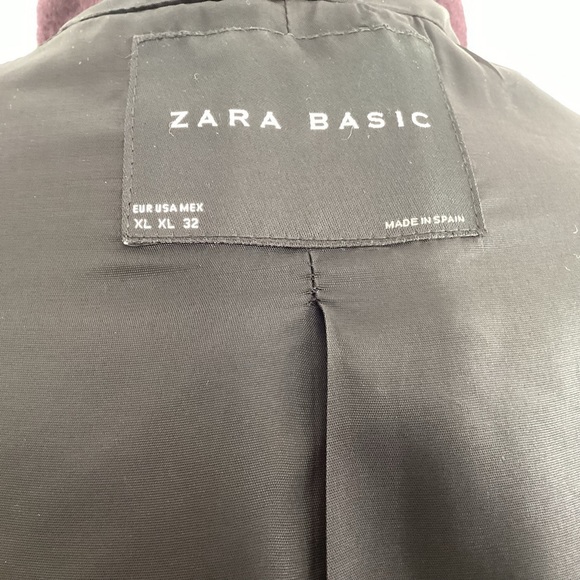 ZARA BASIC
EUR USA MEX
XL XL 32
MADE IN SPAIN